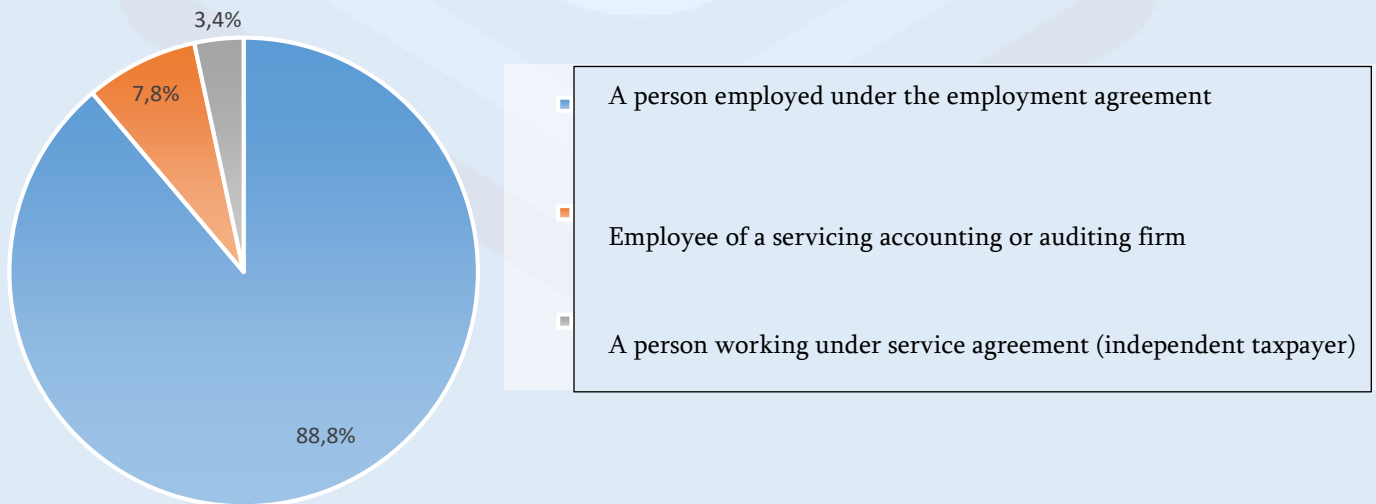 3,4%
7,8%
88,8%
A person employed under the employment agreement
Employee of a servicing accounting or auditing firm
A person working under service agreement (independent taxpayer)